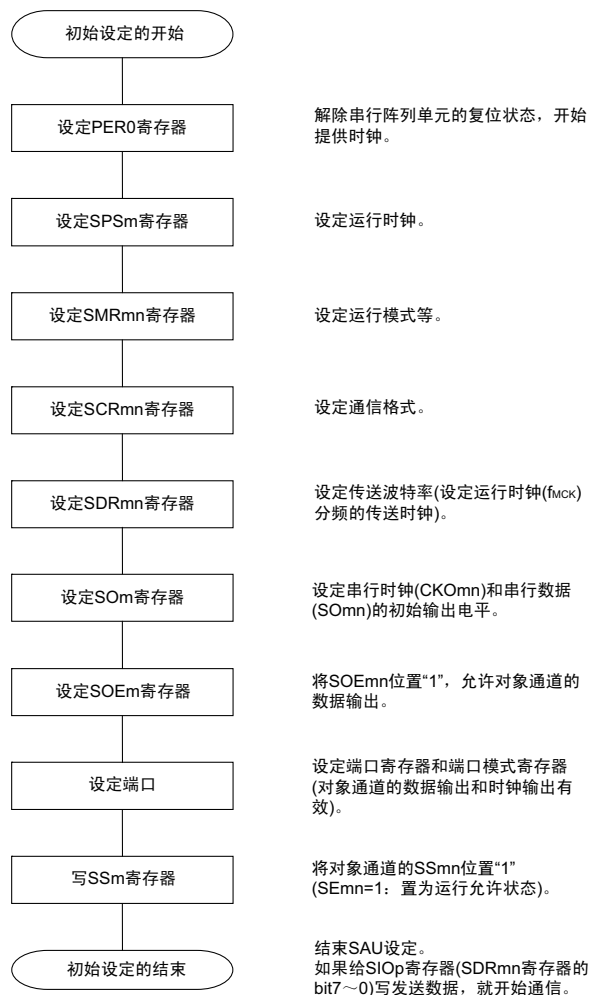 初始设定的开始
设定PER0寄存器
解除串行阵列单元的复位状态，开始
提供时钟。
设定SPSm寄存器
设定运行时钟。
设定SMRmn寄存器
设定运行模式等。
设定SCRmn寄存器
设定通信格式。
设定SDRmn寄存器
设定传送波特率(设定运行时钟(fMCK)
分频的传送时钟)。
设定SOm寄存器
设定串行时钟(CKOmn)和串行数据
(SOmn)的初始输出电平。
设定SOEm寄存器
将SOEmn位置“1”，允许对象通道的
数据输出。
设定端口
设定端口寄存器和端口模式寄存器
(对象通道的数据输出和时钟输出有
效)。
写SSm寄存器
将对象通道的SSmn位置“1”
(SEmn=1：置为运行允许状态)。
初始设定的结束
结束SAU设定。
如果给SIOp寄存器(SDRmn寄存器的
bit7～0)写发送数据，就开始通信。